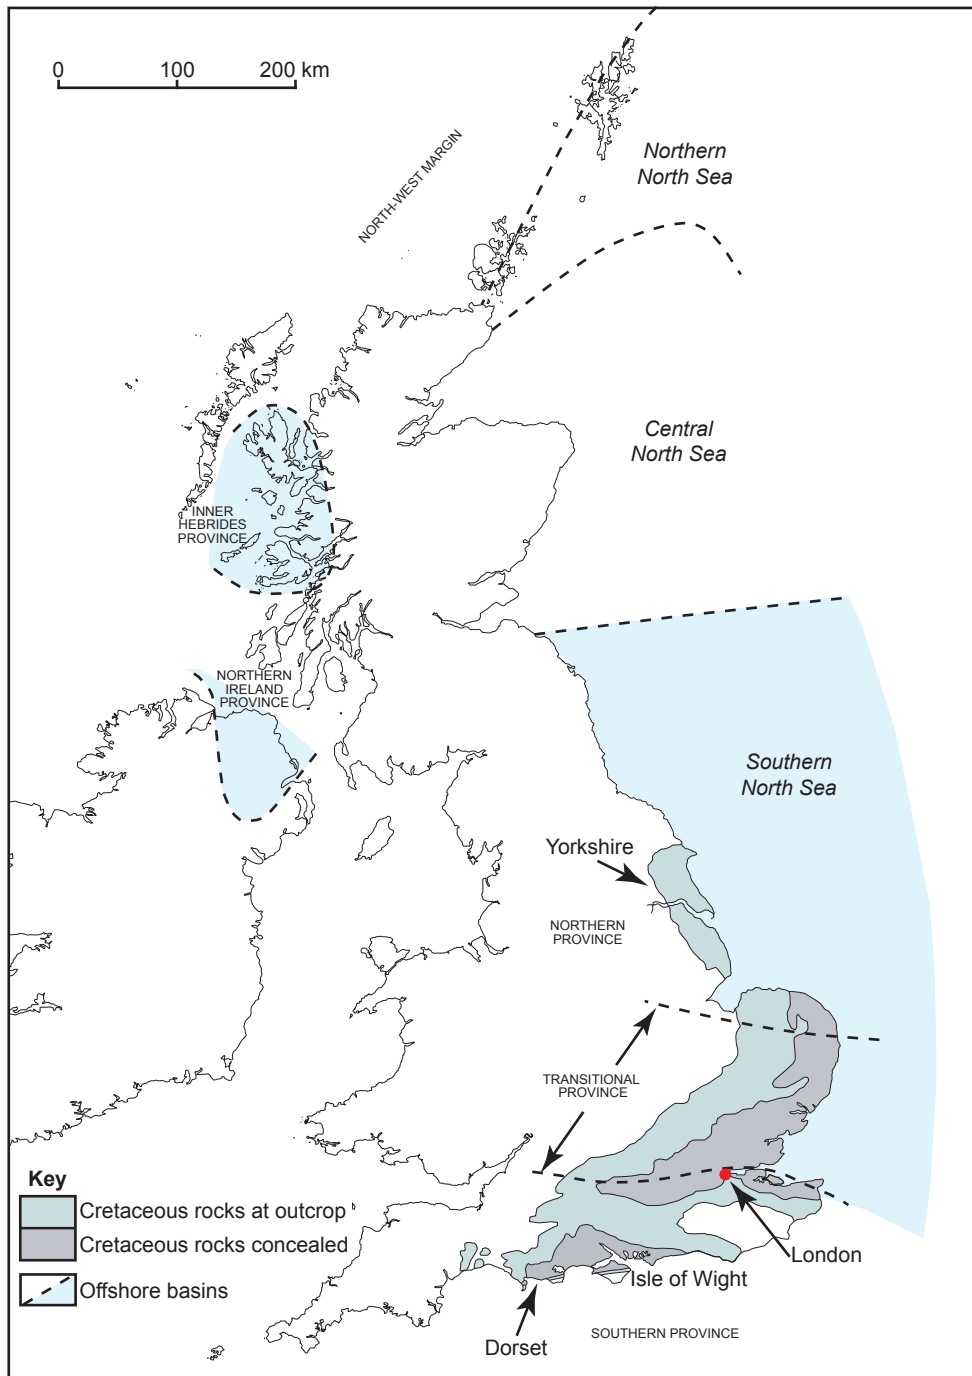 0 100 200 km
NORTH-WEST MARGIN
Northern
North Sea
Central
North Sea
INNER
HEBRIDES
PROVINCE
NORTHERN
IRELAND
PROVINCE
Southern
North Sea
Yorkshire
NORTHERN
PROVINCE
TRANSITIONAL
PROVINCE
Key
Cretaceous rocks at outcrop
Cretaceous rocks concealed
Offshore basins
London
Isle of Wight
Dorset
SOUTHERN PROVINCE